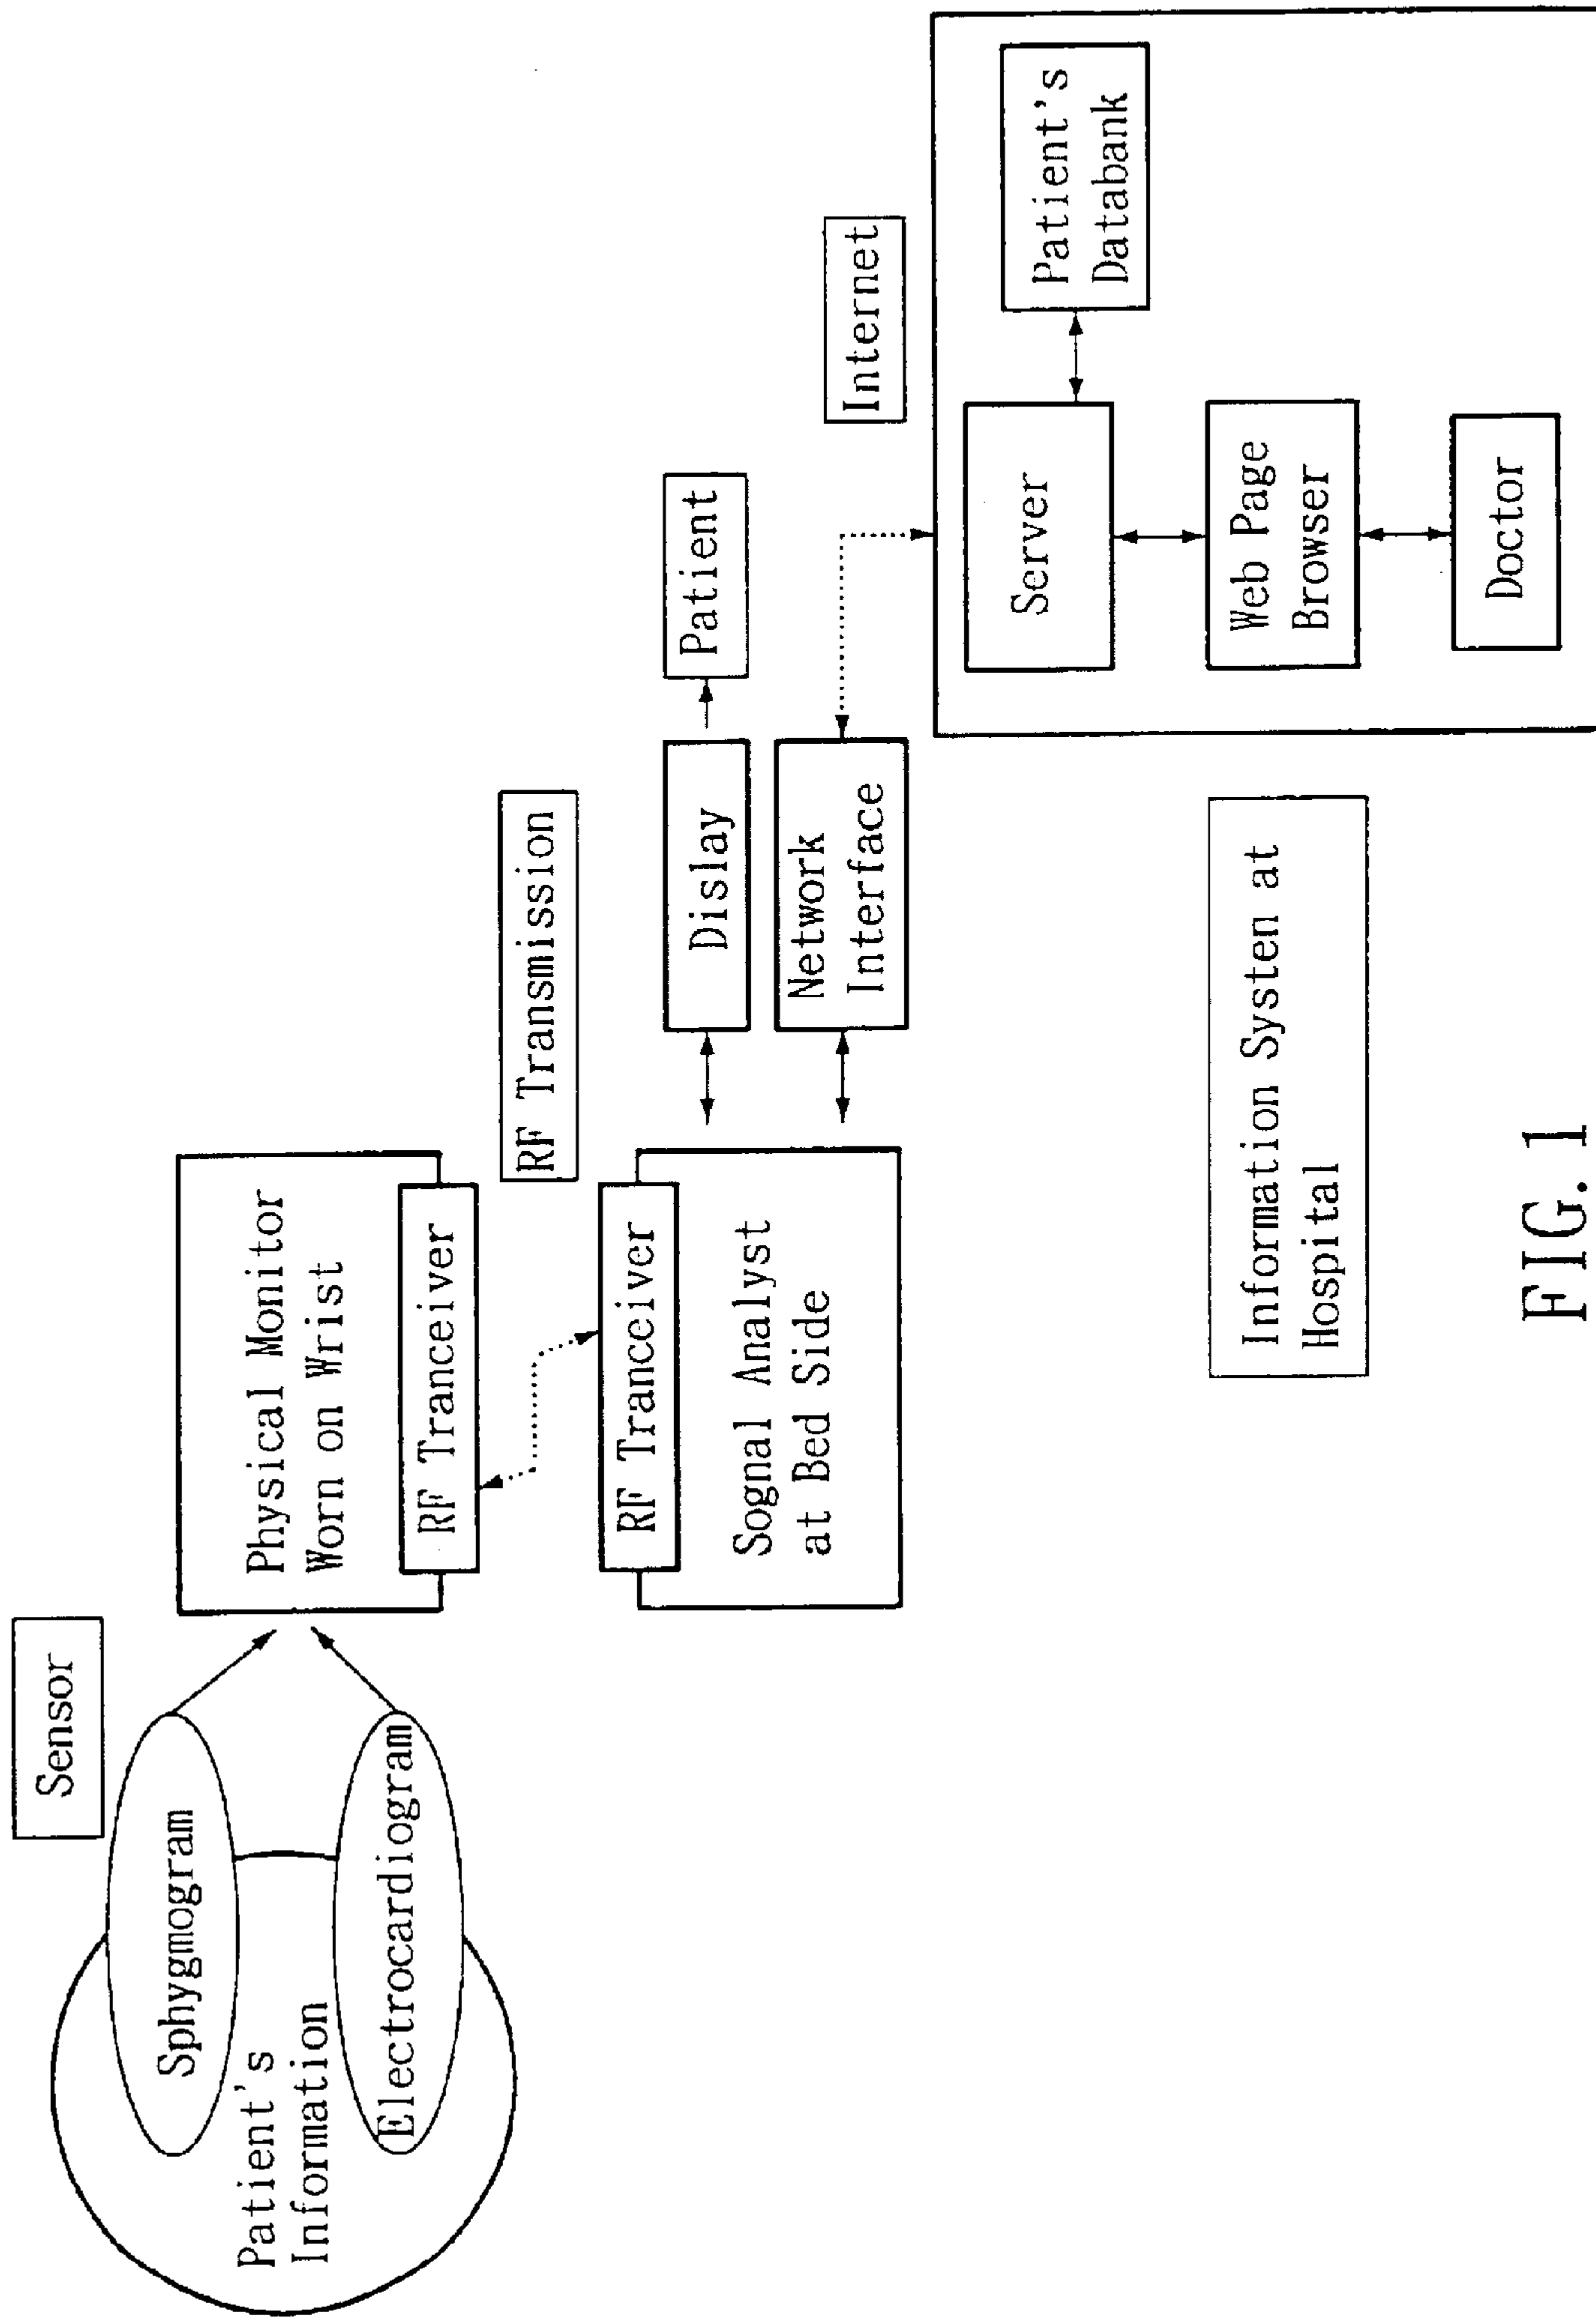 Sensor
Sphygmogram
Patient's
Information
Electrocardiogram
Physical Monitor
Worn on Wrist
RF Tranceiver
RF Transmission
RF Tranceiver
Sognal Analyst
at Bed Side
Dislay
Patient
Network
Interface
Internet
Server
Patient's
Databank
Web Page
Browser
Doctor
Information Systen at
Hospital
FIG. 1